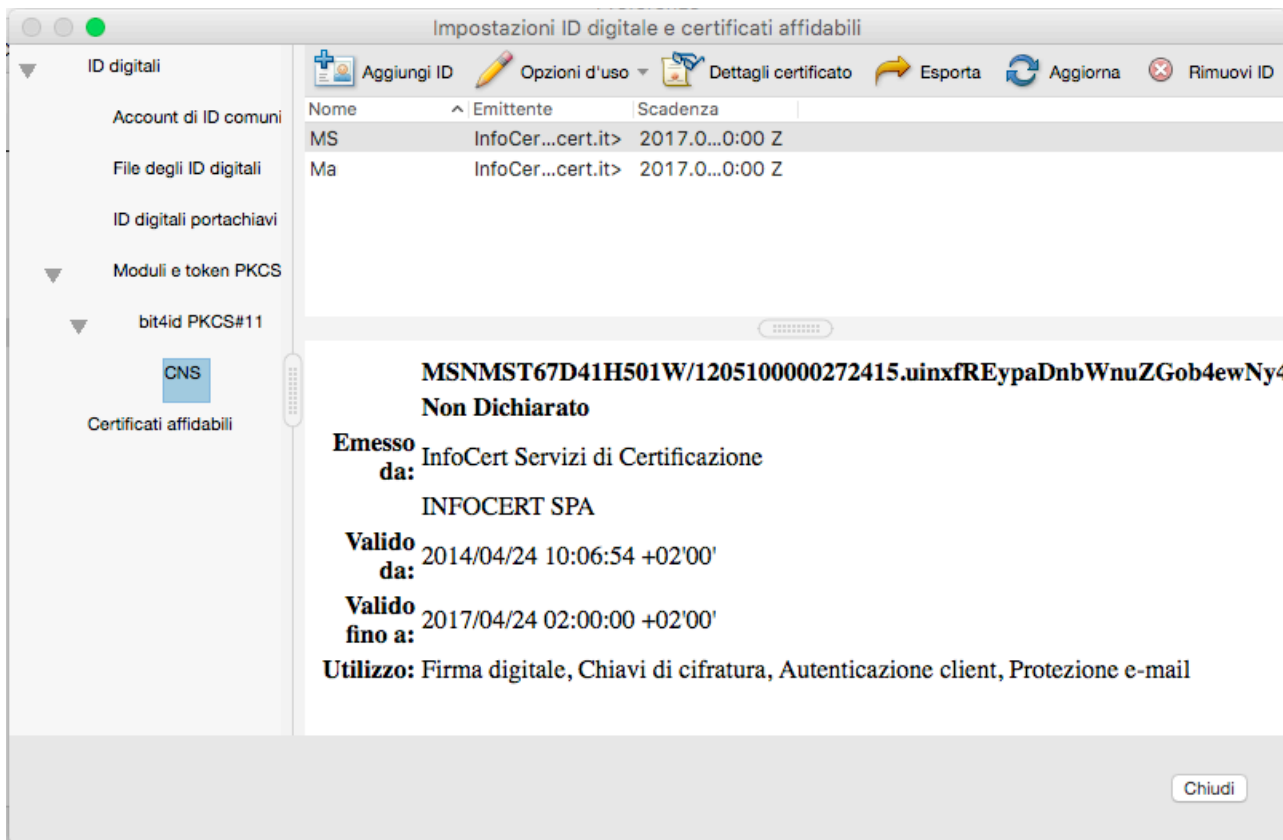 Impostazioni ID digitale e certificati affidabili
ID digitali
Account di ID comuni
File degli ID digitali
ID digitali portachiavi
Moduli e token PKCS
bit4id PKCS#11
CNS
Certificati affidabili
Aggiungi ID Opzioni d'uso Dettagli certificato Esporta Aggiorna Rimuovi ID
Nome Emittente Scadenza
MS InfoCer...cert.it> 2017.0...0:00 Z
Ma InfoCer...cert.it> 2017.0...0:00 Z
MSNMST67D41H501W/1205100000272415.uinxfREypaDnbWnuZGob4ewNy4
Non Dichiarato
Emesso da: InfoCert Servizi di Certificazione
INFOCERT SPA
Valido da: 2014/04/24 10:06:54 +02'00'
Valido fino a: 2017/04/24 02:00:00 +02'00'
Utilizzo: Firma digitale, Chiavi di cifratura, Autenticazione client, Protezione e-mail
Chiudi